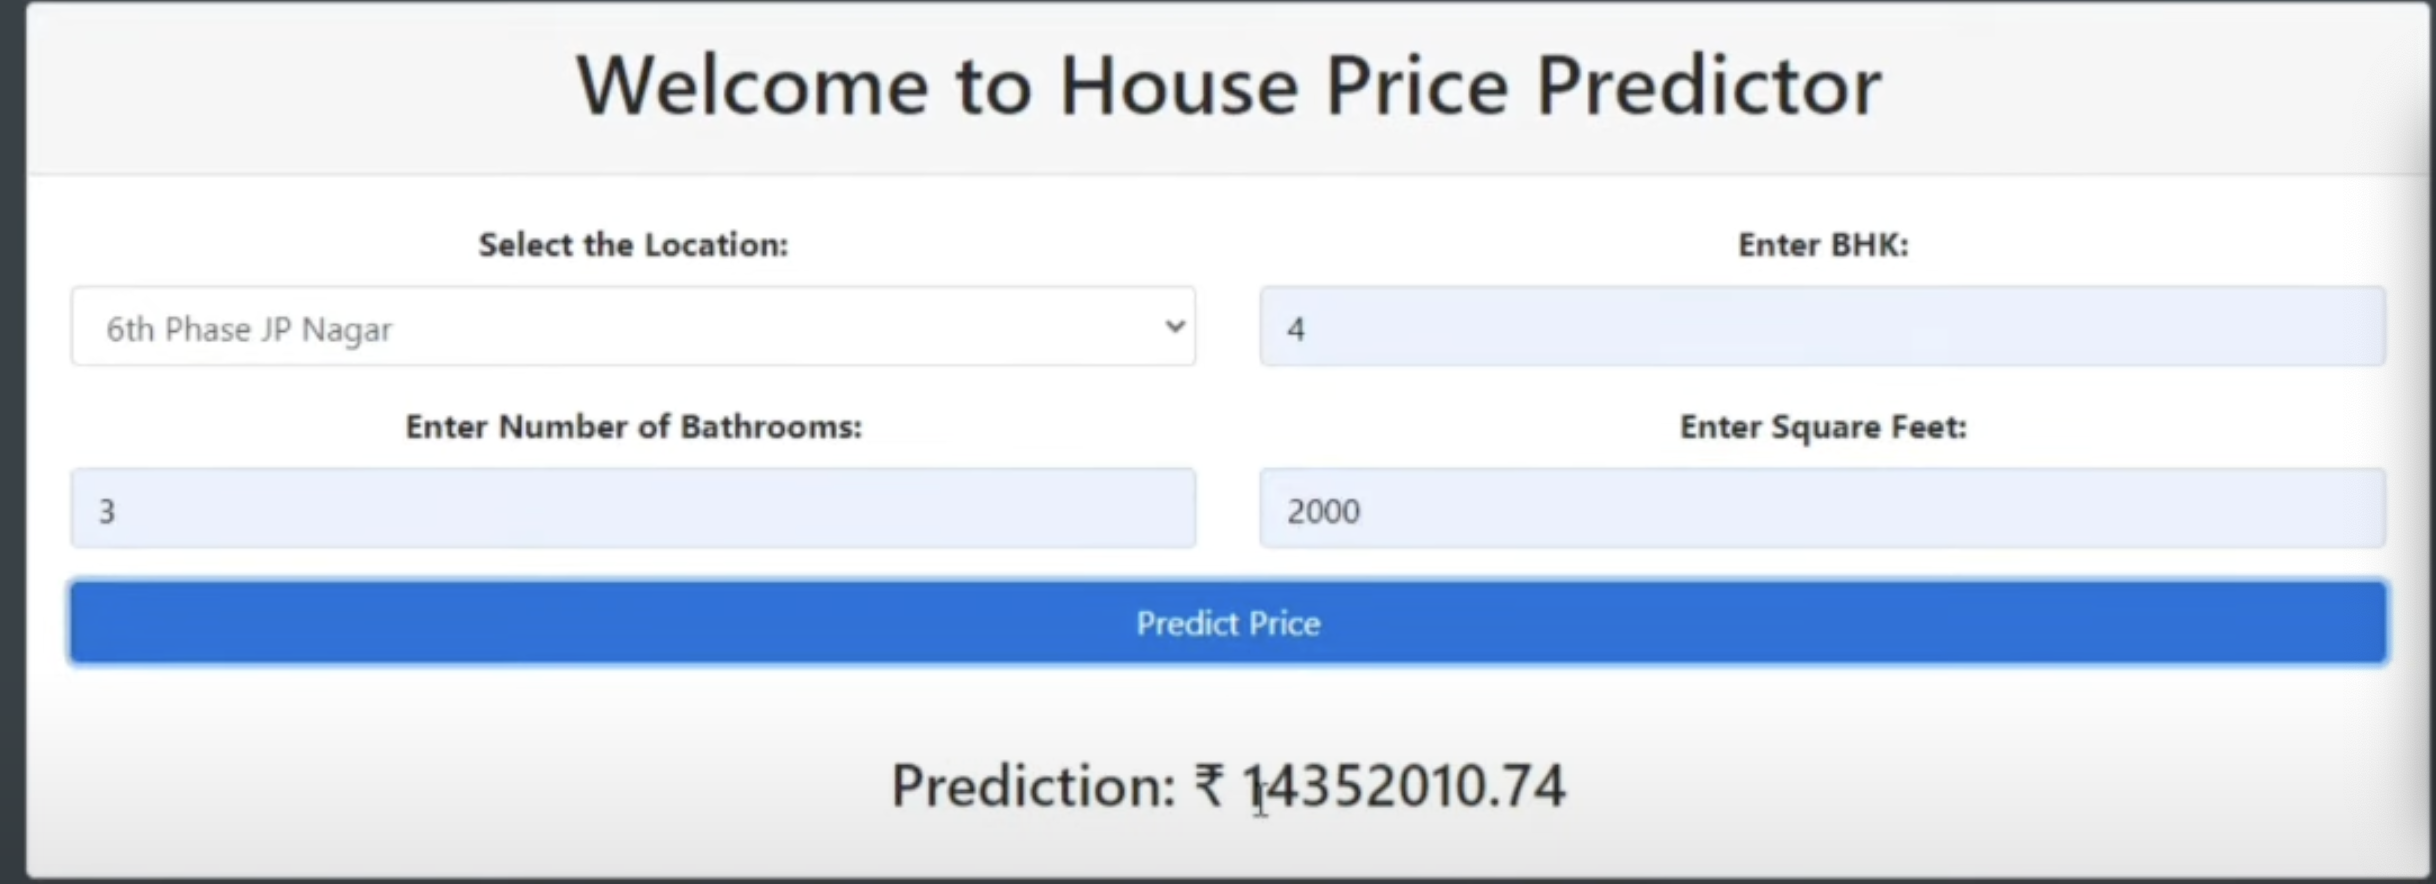 Welcome to House Price Predictor
Select the Location:
Enter BHK:
6th Phase JP Nagar
4
Enter Number of Bathrooms:
Enter Square Feet:
3
2000
Predict Price
Prediction: ₹ 14352010.74